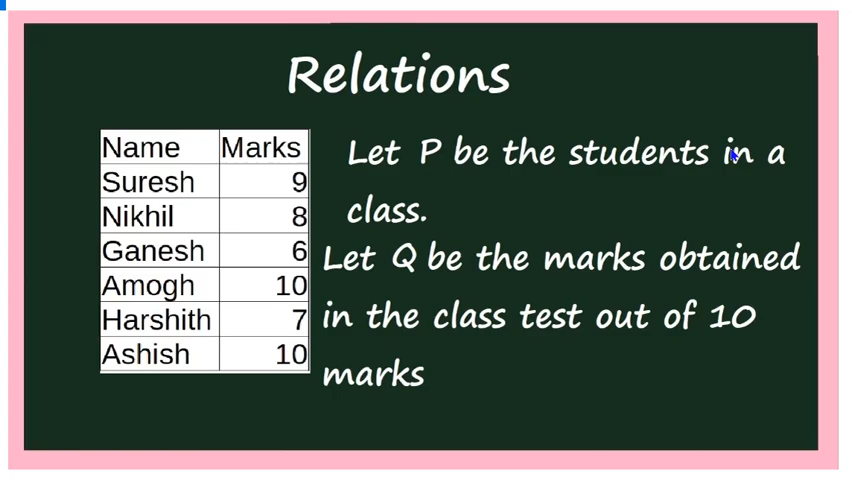 Relations
Name Marks
Suresh 9
Nikhil 8
Ganesh 6
Amogh 10
Harshith 7
Ashish 10
Let P be the students in a
class.
Let Q be the marks obtained
in the class test out of 10
marks